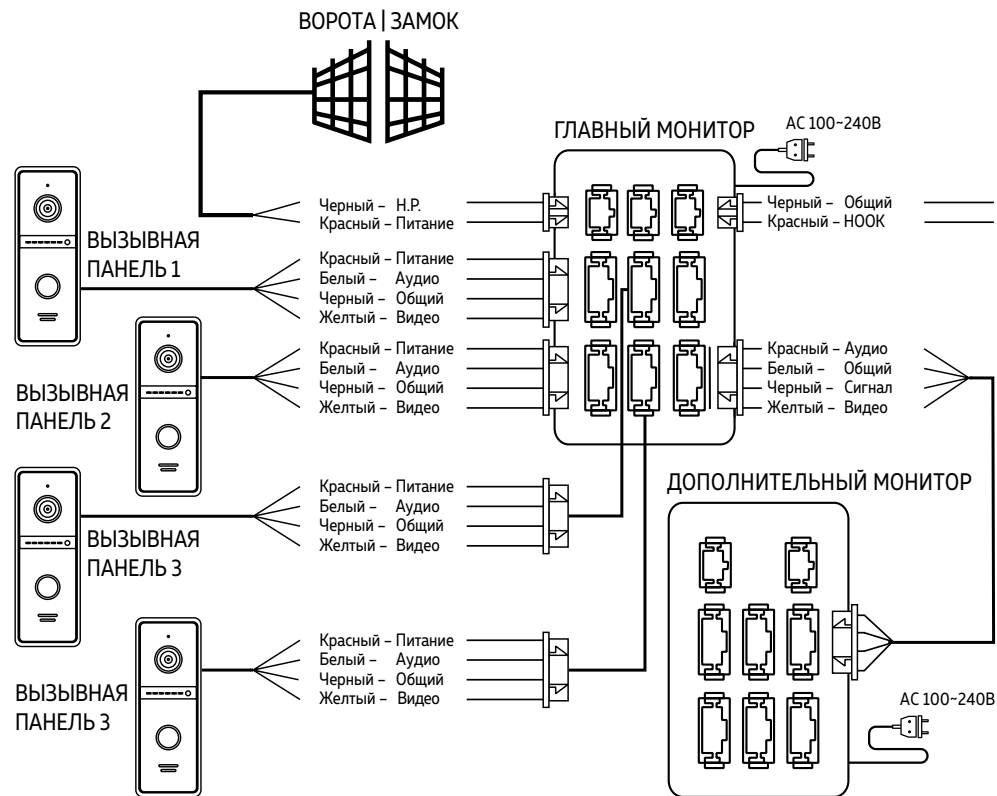 ВОРОТА | ЗАМОК
ГЛАВНЫЙ МОНИТОР
AC 100~240В
Черный – Н.Р.
Красный – Питание
Черный – Общий
Красный – HOOK
ВЫЗЫВНАЯ
ПАНЕЛЬ 1
Красный – Питание
Белый – Аудио
Черный – Общий
Желтый – Видео
ВЫЗЫВНАЯ
ПАНЕЛЬ 2
Красный – Питание
Белый – Аудио
Черный – Общий
Желтый – Видео
Красный – Аудио
Белый – Общий
Черный – Сигнал
Желтый – Видео
ДОПОЛНИТЕЛЬНЫЙ МОНИТОР
ВЫЗЫВНАЯ
ПАНЕЛЬ 3
Красный – Питание
Белый – Аудио
Черный – Общий
Желтый – Видео
ВЫЗЫВНАЯ
ПАНЕЛЬ 3
Красный – Питание
Белый – Аудио
Черный – Общий
Желтый – Видео
AC 100~240В